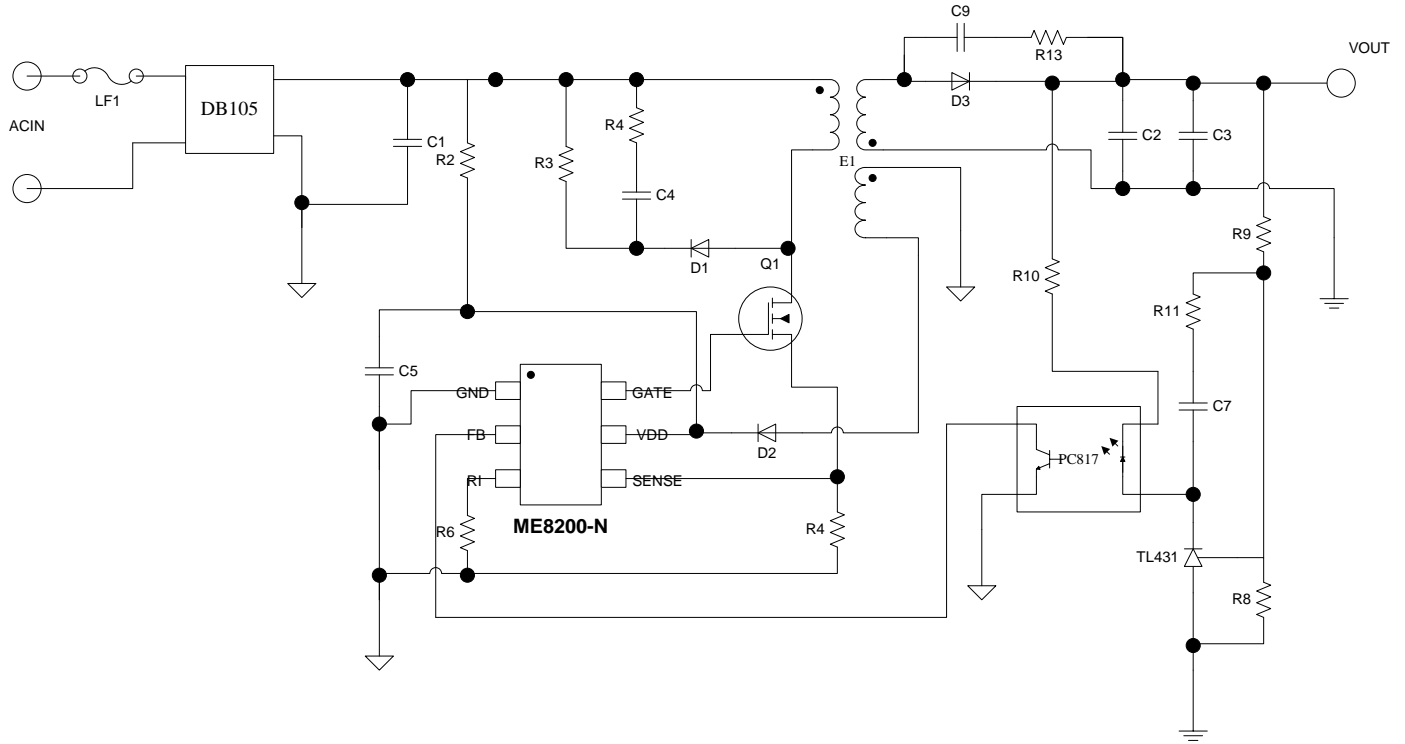 C9
R13
VOUT
LF1
DB105
D3
ACIN
C1
R2
R3
R4
C4
E1
C2
C3
D1
Q1
R9
R10
R11
C5
GND
GATE
C7
FB
VDD
D2
PC817
RI
SENSE
R6
ME8200-N
R4
TL431
R8